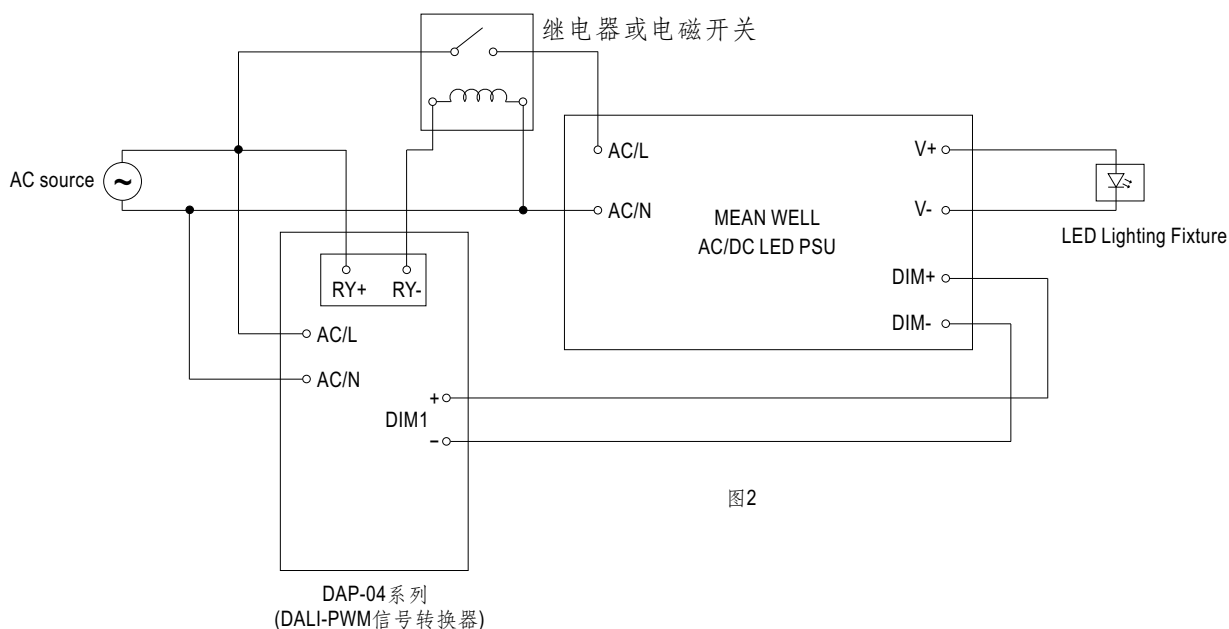 继电器或电磁开关
AC source
~
AC/L
V+
AC/N
V-
MEAN WELL
AC/DC LED PSU
LED Lighting Fixture
DIM+
DIM-
RY+ RY-
AC/L
AC/N
+
DIM1
−
图2
DAP-04系列
(DALI-PWM信号转换器)